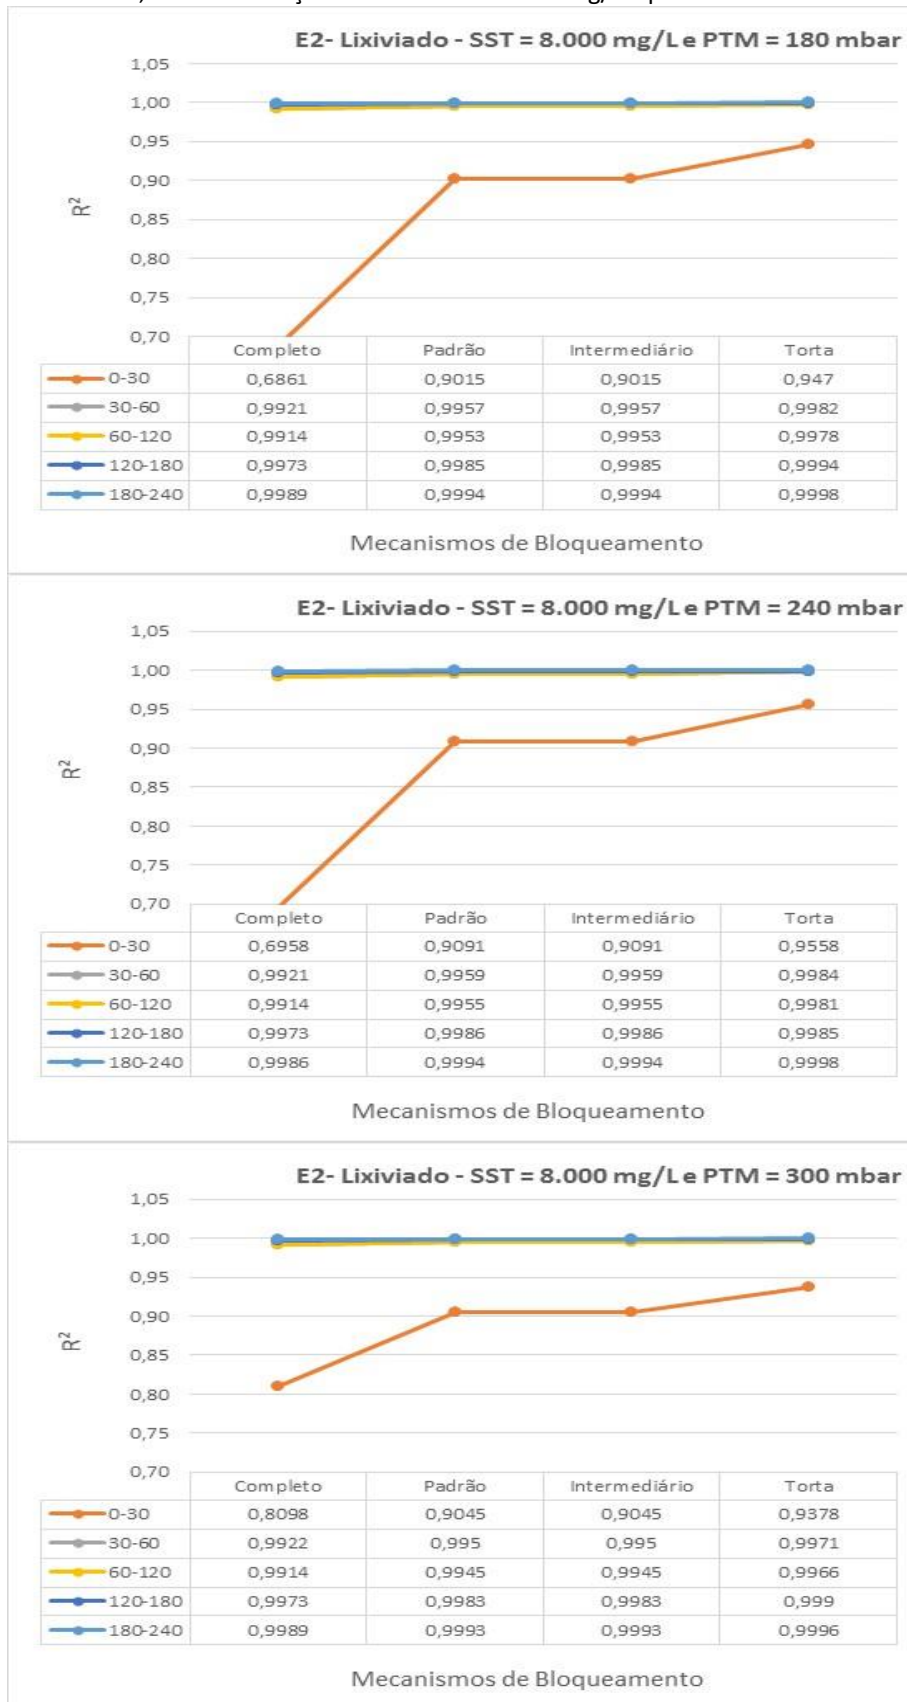 E2- Lixiviado - SST = 8.000 mg/L e PTM = 180 mbar
1,05
1,00
0,95
0,90
0,85
0,80
0,75
0,70
R²
Completo Padrão Intermediário Torta
0-30 0,6861 0,9015 0,9015 0,947
30-60 0,9921 0,9957 0,9957 0,9982
60-120 0,9914 0,9953 0,9953 0,9978
120-180 0,9973 0,9985 0,9985 0,9994
180-240 0,9989 0,9994 0,9994 0,9998
Mecanismos de Bloqueamento
E2- Lixiviado - SST = 8.000 mg/L e PTM = 240 mbar
1,05
1,00
0,95
0,90
0,85
0,80
0,75
0,70
R²
Completo Padrão Intermediário Torta
0-30 0,6958 0,9091 0,9091 0,9558
30-60 0,9921 0,9959 0,9959 0,9984
60-120 0,9914 0,9955 0,9955 0,9981
120-180 0,9973 0,9986 0,9986 0,9985
180-240 0,9986 0,9994 0,9994 0,9998
Mecanismos de Bloqueamento
E2- Lixiviado - SST = 8.000 mg/L e PTM = 300 mbar
1,05
1,00
0,95
0,90
0,85
0,80
0,75
0,70
R²
Completo Padrão Intermediário Torta
0-30 0,8098 0,9045 0,9045 0,9378
30-60 0,9922 0,995 0,995 0,9971
60-120 0,9914 0,9945 0,9945 0,9966
120-180 0,9973 0,9983 0,9983 0,999
180-240 0,9989 0,9993 0,9993 0,9996
Mecanismos de Bloqueamento